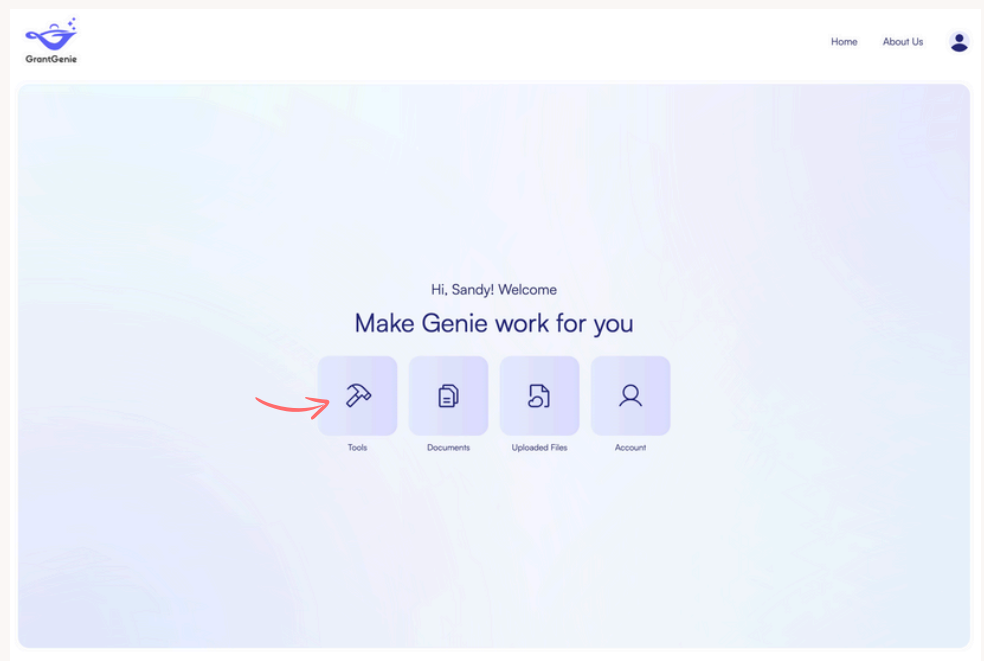 GrantGenie
Home
About Us
Hi, Sandy! Welcome
Make Genie work for you
Tools
Documents
Uploaded Files
Account